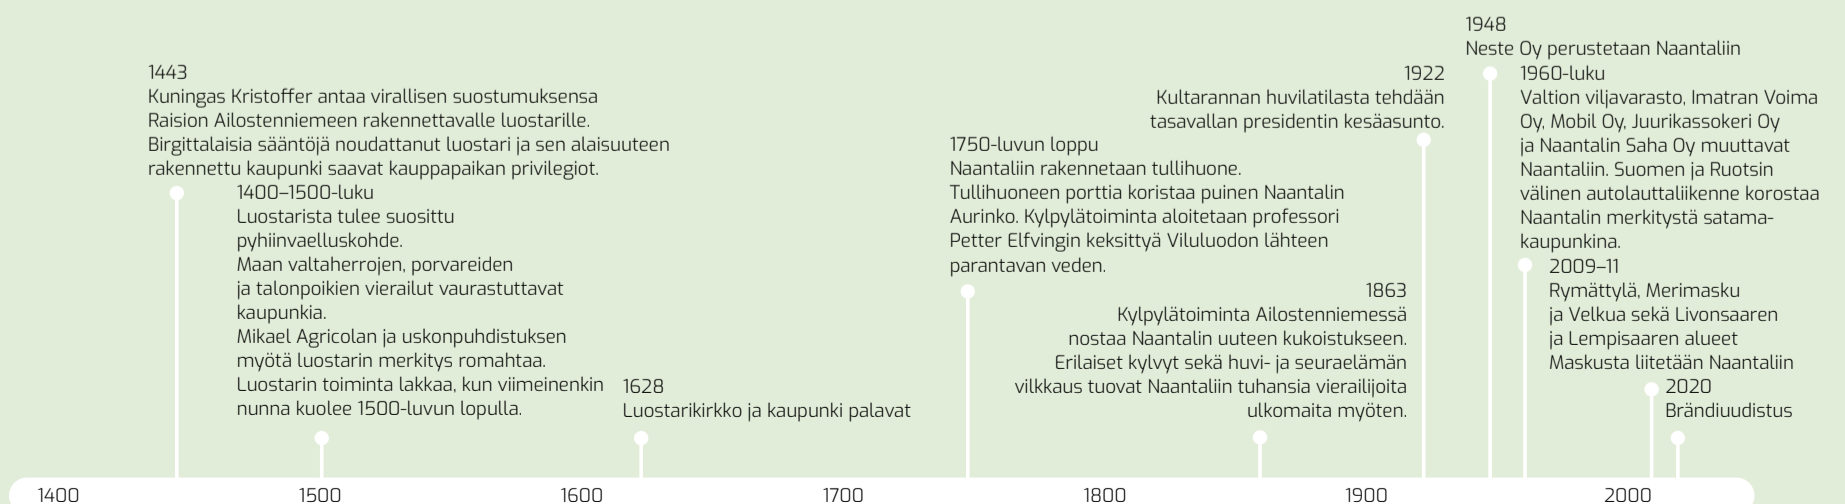 1443
Kuningas Kristoffer antaa virallisen suostumuksensa
Raision Ailostenniemeen rakennettavalle luostarille.
Birgittalaisia sääntöjä noudattanut luostari ja sen alaisuuteen
rakennettu kaupunki saavat kauppapaikan privilegiot.
1400–1500-luku
Luostarista tulee suosittu
pyhiinvaelluskohde.
Maan valtaherrojen, porvareiden
ja talonpoikien vierailut vaurastuttavat
kaupunkia.
Mikael Agricolan ja uskonpuhdistuksen
myötä luostarin merkitys romahtaa.
Luostarin toiminta lakkaa, kun viimeinenkin
nunna kuolee 1500-luvun lopulla.
1628
Luostarikirkko ja kaupunki palavat
1750-luvun loppu
Naantaliin rakennetaan tullihuone.
Tullihuoneen porttia koristaa puinen Naantalin
Aurinko. Kylpylätoiminta aloitetaan professori
Petter Elfvingin keksittyä Viluluodon lähteen
parantavan veden.
1863
Kylpylätoiminta Ailostenniemessä
nostaa Naantalin uuteen kukoistukseen.
Erilaiset kylvyt sekä huvi- ja seuraelämän
vilkkaus tuovat Naantaliin tuhansia vierailijoita
ulkomaita myöten.
1922
Kultarannan huvilatilasta tehdään
tasavallan presidentin kesäasunto.
1948
Neste Oy perustetaan Naantaliin
1960-luku
Valtion viljavarasto, Imatran Voima
Oy, Mobil Oy, Juurikassokeri Oy
ja Naantalin Saha Oy muuttavat
Naantaliin. Suomen ja Ruotsin
välinen autolauttaliikenne korostaa
Naantalin merkitystä satama-
kaupunkina.
2009–11
Rymättylä, Merimasku
ja Velkua sekä Livonsaaren
ja Lempisaaren alueet
Maskusta liitetään Naantaliin
2020
Brändiuudistus
1400 1500 1600 1700 1800 1900 2000